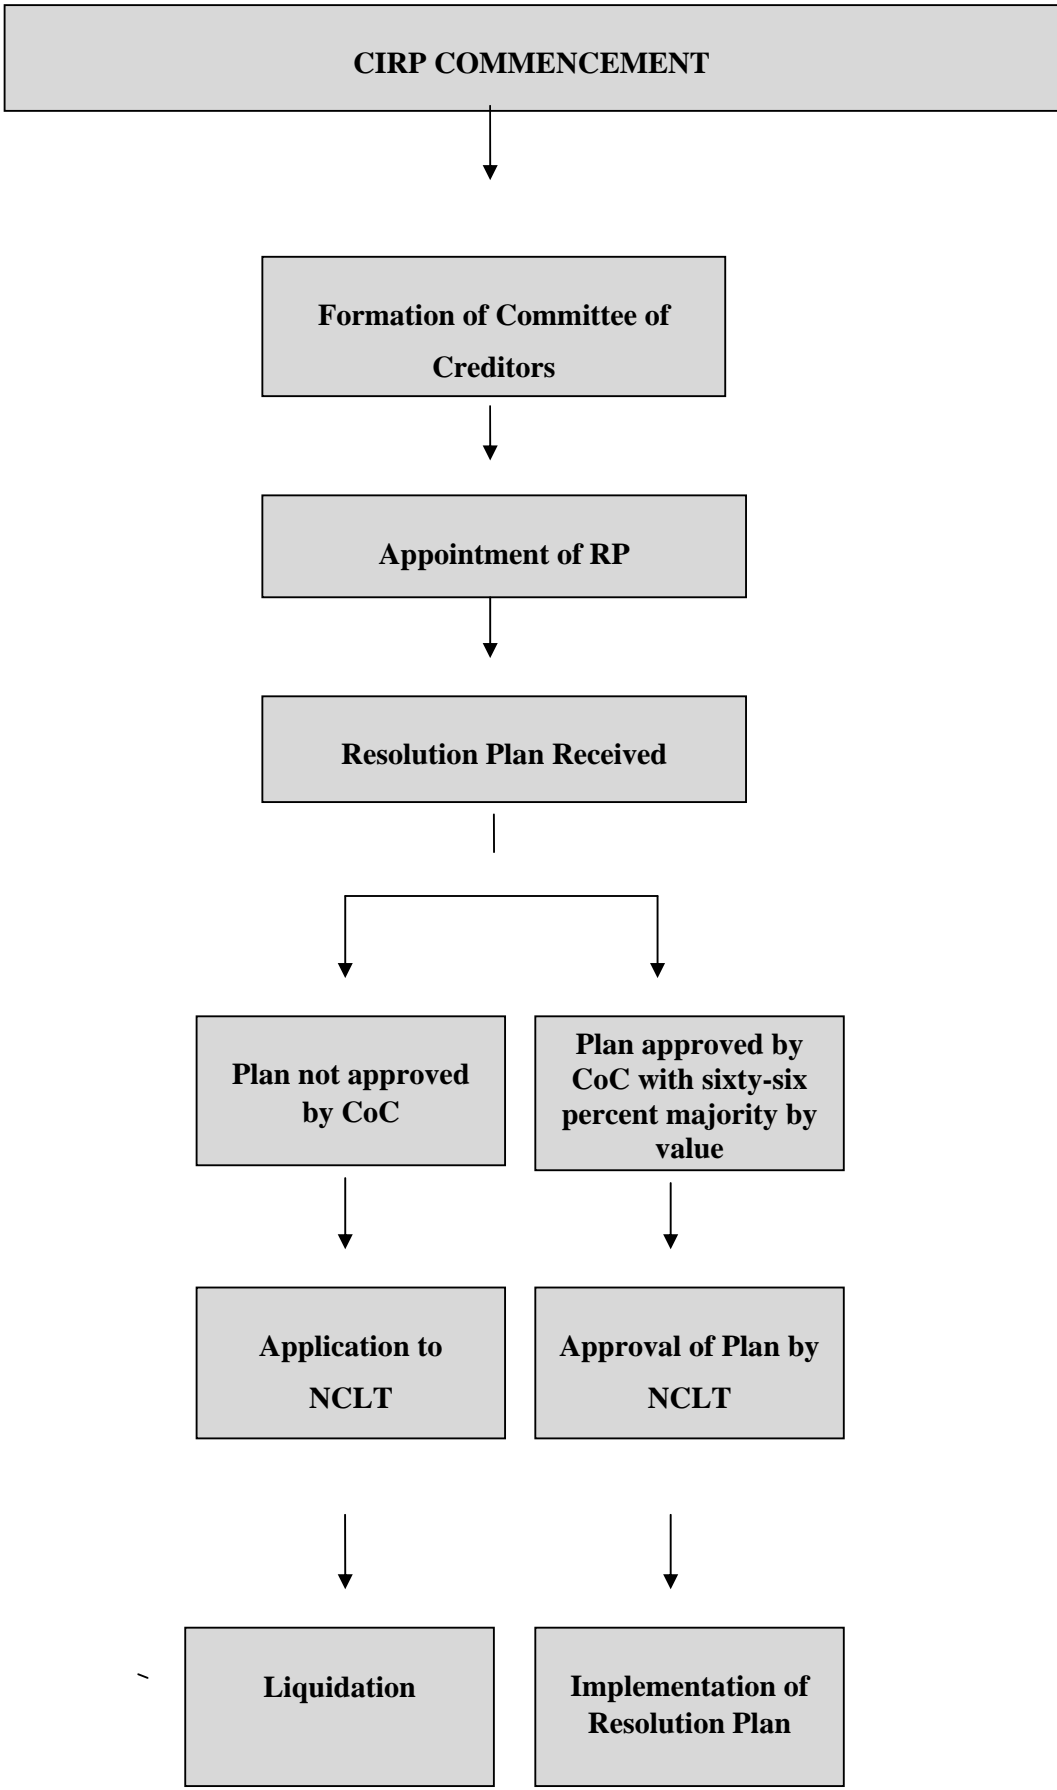 CIRP COMMENCEMENT
Formation of Committee of
Creditors
Appointment of RP
Resolution Plan Received
Plan not approved
by CoC
Plan approved by
CoC with sixty-six
percent majority by
value
Application to
NCLT
Approval of Plan by
NCLT
Liquidation
Implementation of
Resolution Plan